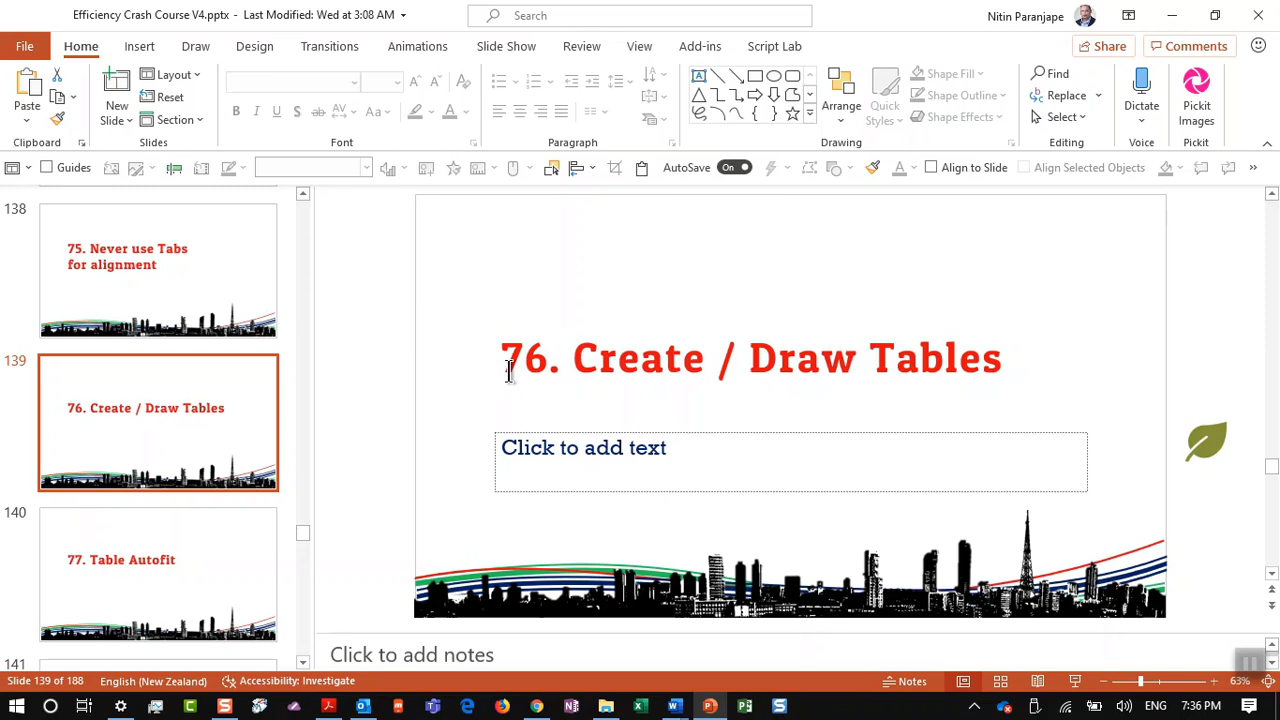 Efficiency Crash Course V4.pptx - Last Modified: Wed at 3:08 AM
Search
Nitin Paranjape
File Home Insert Draw Design Transitions Animations Slide Show Review View Add-ins Script Lab
Share Comments
Paste
New Slide
Layout
Reset
Section
B I U S ab AV Aa A
Arrange
Quick Styles
Shape Fill
Shape Outline
Shape Effects
Find
Replace
Select
Dictate
Pickit Images
Clipboard Slides Font Paragraph Drawing Editing Voice Pickit
Guides
AutoSave On
Align to Slide
Align Selected Objects
138
75. Never use Tabs
for alignment
139
76. Create / Draw Tables
140
77. Table Autofit
141
76. Create / Draw Tables
Click to add text
Click to add notes
Slide 139 of 188 English (New Zealand) Accessibility: Investigate Notes 63%
7:36 PM